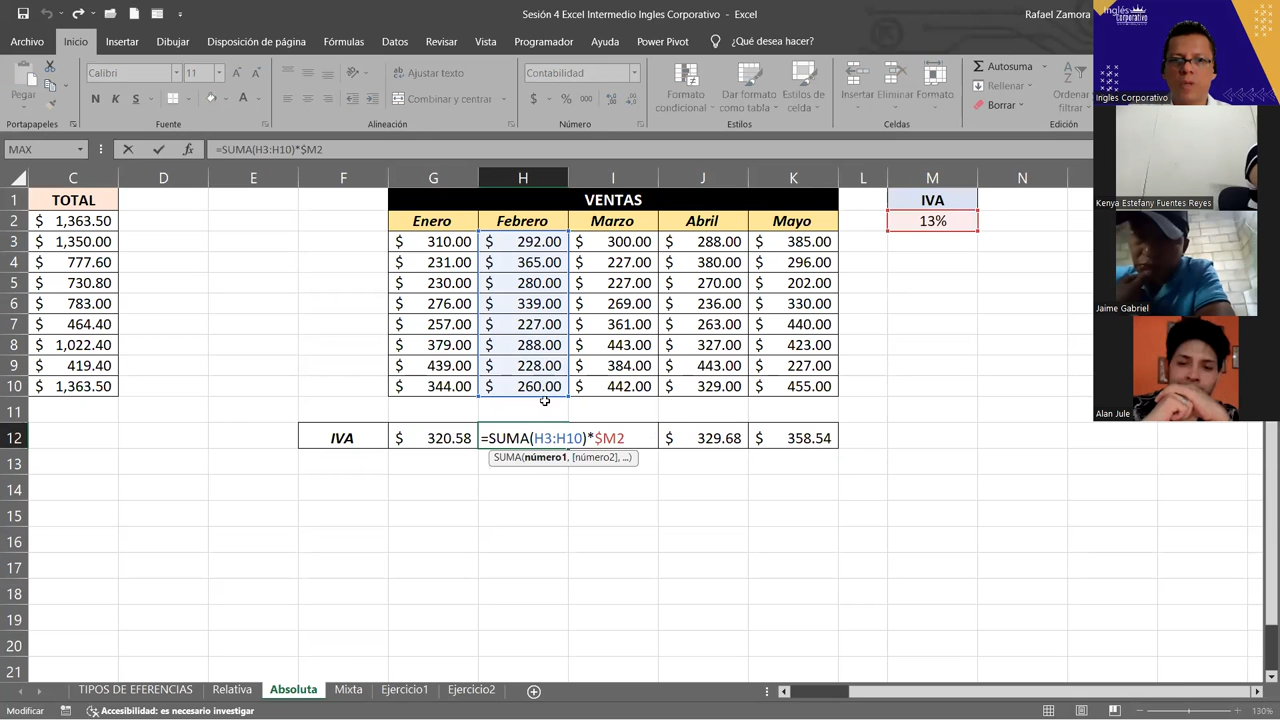 Sesión 4 Excel Intermedio Ingles Corporativo - Excel
Rafael Zamora
Archivo Inicio Insertar Dibujar Disposición de página Fórmulas Datos Revisar Vista Programador Ayuda Power Pivot ¿Qué desea hacer?
Pegar
Calibri 11
N K S
Ajustar texto
Combinar y centrar
Contabilidad
$ % 000
Formato condicional
Dar formato como tabla
Estilos de celda
Insertar Eliminar Formato
Autosuma
Rellenar
Borrar
Ordenar
filtrar
Portapapeles Fuente Alineación Número Estilos Celdas Edición
MAX fx =SUMA(H3:H10)*$M2
C D E F G H I J K L M N
1 TOTAL VENTAS IVA
2 $ 1,363.50 Enero Febrero Marzo Abril Mayo 13%
3 $ 1,350.00 $ 310.00 $ 292.00 $ 300.00 $ 288.00 $ 385.00
4 $ 777.60 $ 231.00 $ 365.00 $ 227.00 $ 380.00 $ 296.00
5 $ 730.80 $ 230.00 $ 280.00 $ 227.00 $ 270.00 $ 202.00
6 $ 783.00 $ 276.00 $ 339.00 $ 269.00 $ 236.00 $ 330.00
7 $ 464.40 $ 257.00 $ 227.00 $ 361.00 $ 263.00 $ 440.00
8 $ 1,022.40 $ 379.00 $ 288.00 $ 443.00 $ 327.00 $ 423.00
9 $ 419.40 $ 439.00 $ 228.00 $ 384.00 $ 443.00 $ 227.00
10 $ 1,363.50 $ 344.00 $ 260.00 $ 442.00 $ 329.00 $ 455.00
11
12 IVA $ 320.58 =SUMA(H3:H10)*$M2 $ 329.68 $ 358.54
SUMA(número1, [número2], ...)
13
14
15
16
17
18
19
20
21
TIPOS DE EFERENCIAS Relativa Absoluta Mixta Ejercicio1 Ejercicio2
Modificar Accesibilidad: es necesario investigar 130%
Inglés
Corporativo
Ingles Corporativo
Kenya Estefany Fuentes Reyes
Jaime Gabriel
Alan Jule